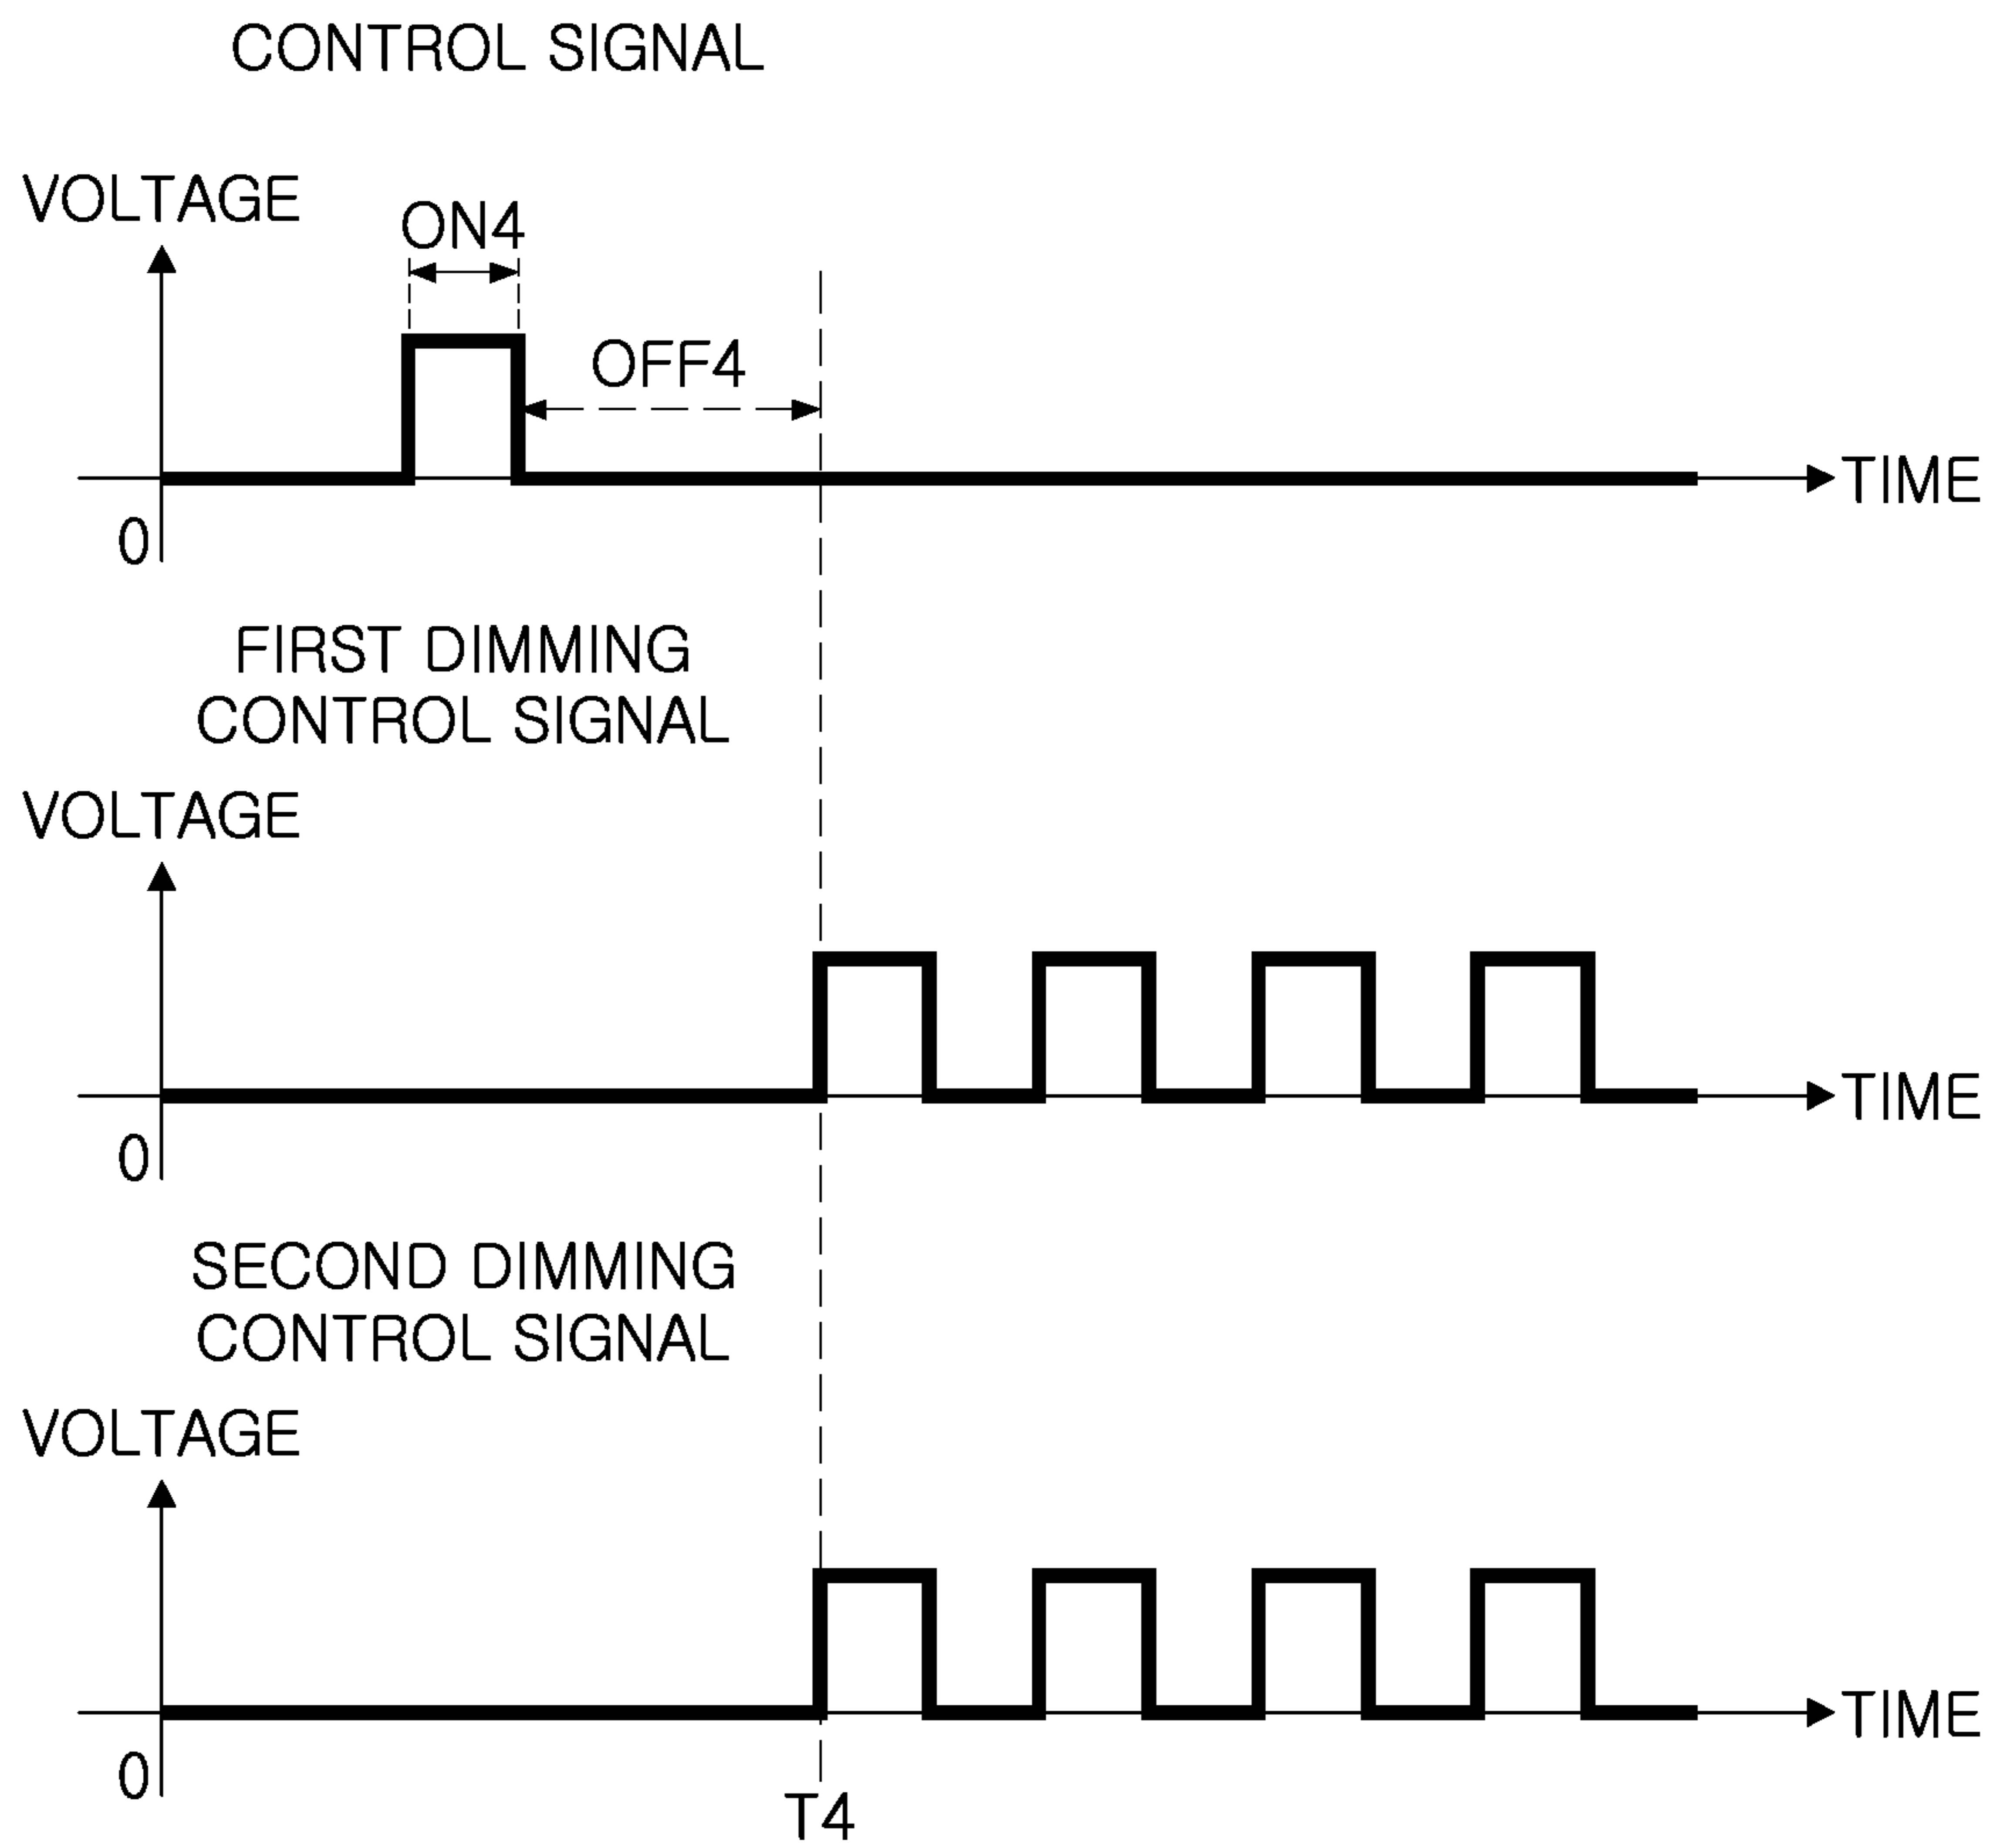 CONTROL SIGNAL
VOLTAGE
ON4
OFF4
TIME
0
FIRST DIMMING
CONTROL SIGNAL
VOLTAGE
TIME
0
SECOND DIMMING
CONTROL SIGNAL
VOLTAGE
TIME
0
T4